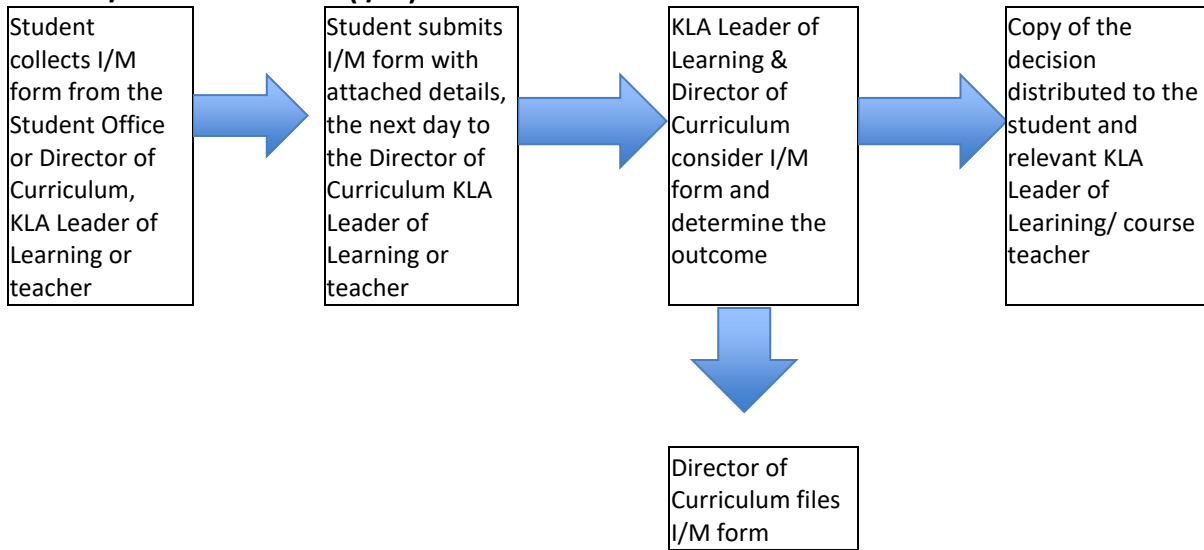 Student
collects I/M
form from the
Student Office
or Director of
Curriculum,
KLA Leader of
Learning or
teacher
Student submits
I/M form with
attached details,
the next day to
the Director of
Curriculum KLA
Leader of
Learning or
teacher
KLA Leader of
Learning &
Director of
Curriculum
consider I/M
form and
determine the
outcome
Copy of the
decision
distributed to the
student and
relevant KLA
Leader of
Learining/ course
teacher
Director of
Curriculum files
I/M form